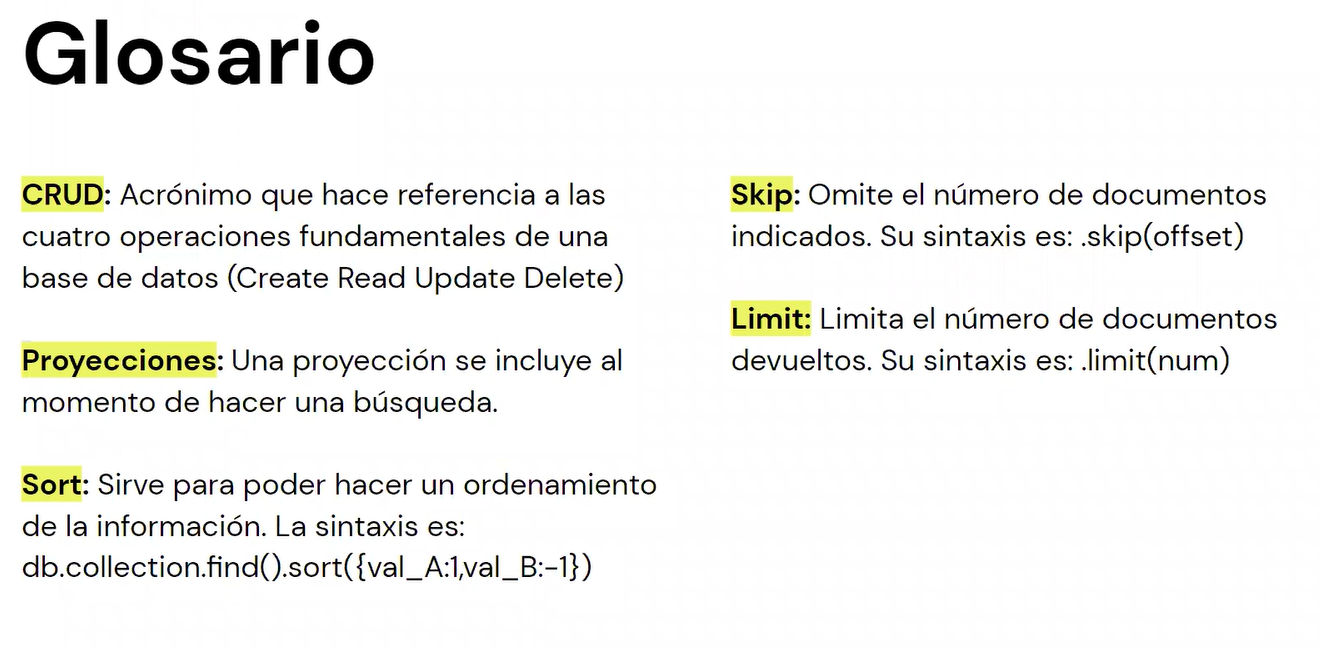 Glosario
CRUD: Acrónimo que hace referencia a las
cuatro operaciones fundamentales de una
base de datos (Create Read Update Delete)
Proyecciones: Una proyección se incluye al
momento de hacer una búsqueda.
Sort: Sirve para poder hacer un ordenamiento
de la información. La sintaxis es:
db.collection.find().sort({val_A:1,val_B:-1})
Skip: Omite el número de documentos
indicados. Su sintaxis es: .skip(offset)
Limit: Limita el número de documentos
devueltos. Su sintaxis es: .limit(num)